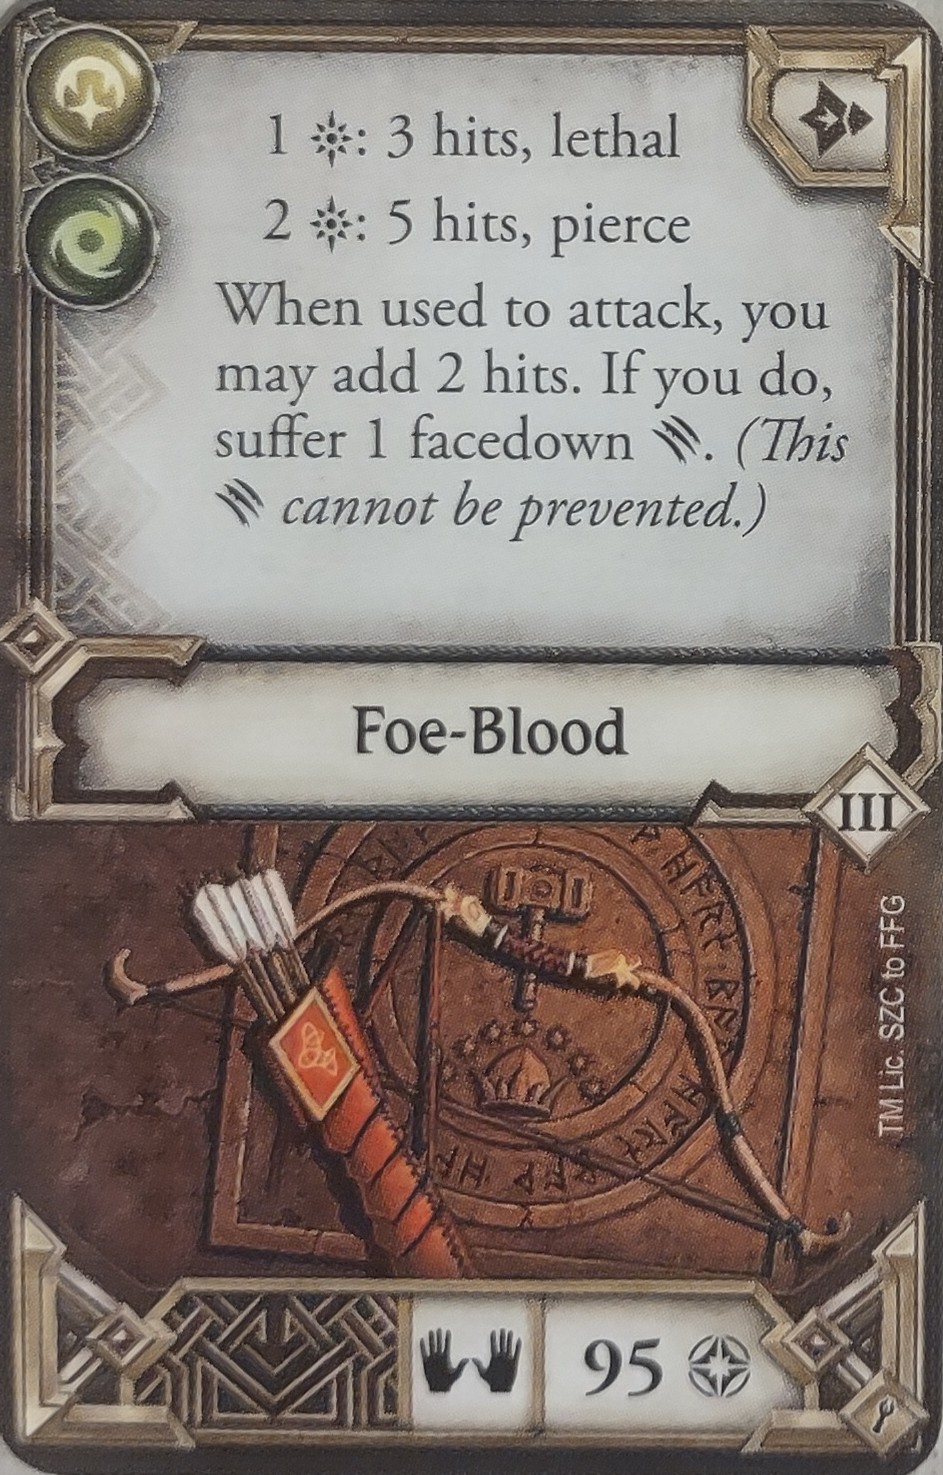 1 : 3 hits, lethal
2 : 5 hits, pierce
When used to attack, you
may add 2 hits. If you do,
suffer 1 facedown . (This
cannot be prevented.)
Foe-Blood
III
TM Lic. SZC to FFG
95